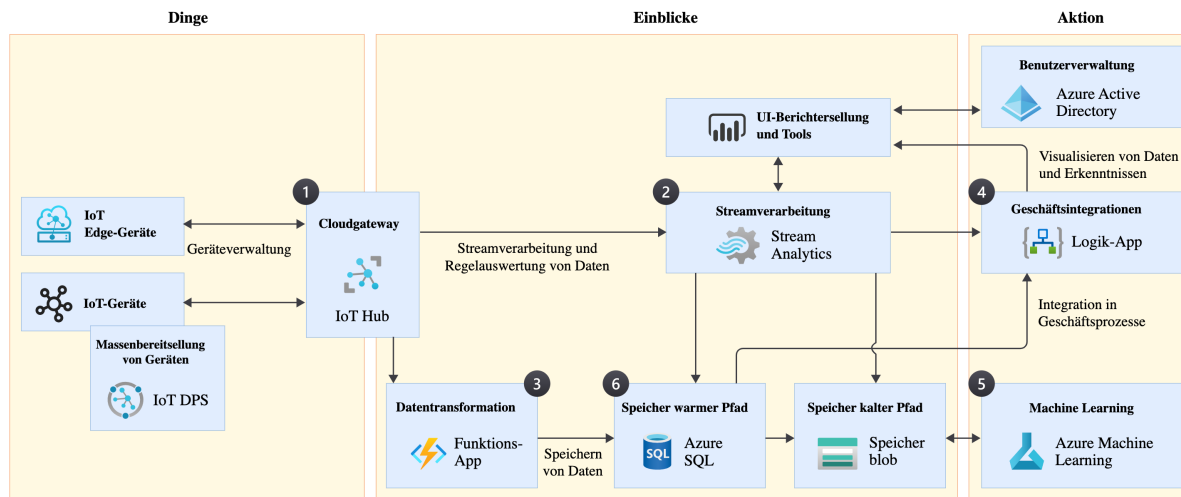 Dinge
Einblicke
Aktion
Benutzerverwaltung
Azure Active
Directory
UI-Berichtersellung
und Tools
Visualisieren von Daten
und Erkenntnissen
1
2
4
IoT
Edge-Geräte
Geräteverwaltung
Cloudgateway
IoT Hub
Streamverarbeitung und
Regelauswertung von Daten
Streamverarbeitung
Stream
Analytics
Geschäftsintegrationen
Logik-App
IoT-Geräte
Integration in
Geschäftsprozesse
Massenbereitsellung
von Geräten
IoT DPS
3
6
5
Datentransformation
Funktions-
App
Speichern
von Daten
Speicher warmer Pfad
SQL
Azure
SQL
Speicher kalter Pfad
Speicher
blob
Machine Learning
Azure Machine
Learning